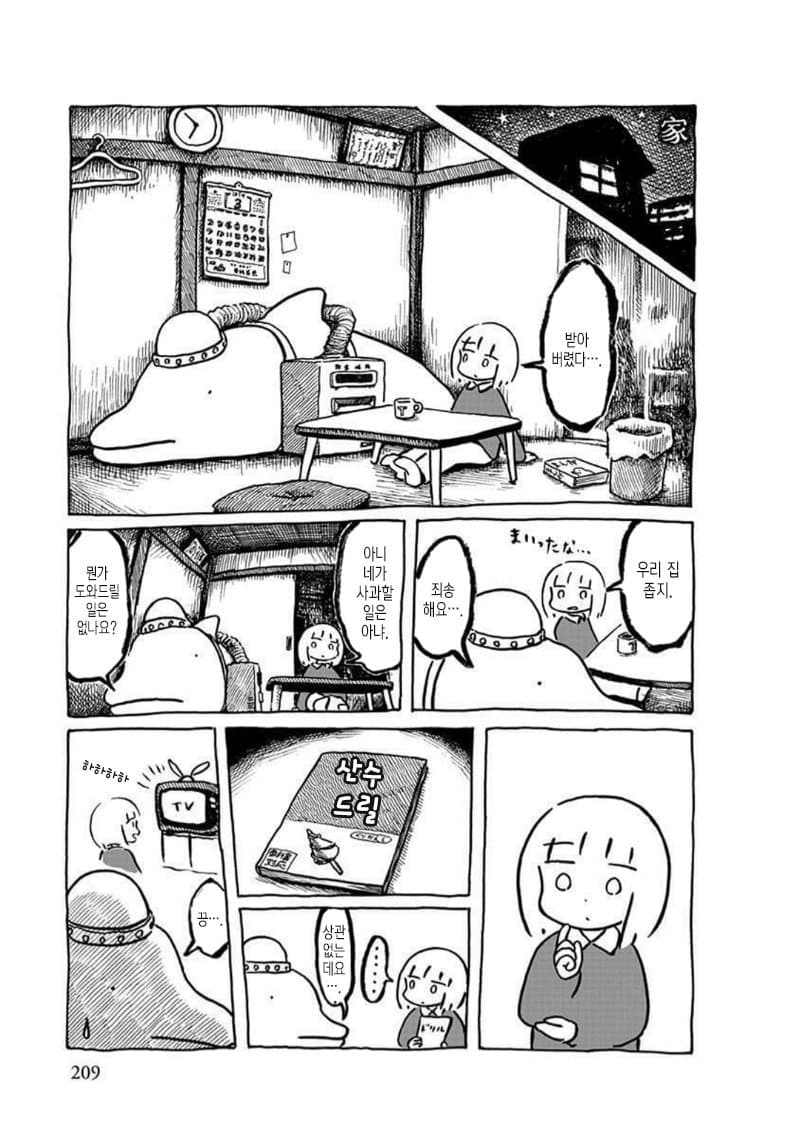 家
받아
버렸다….
우리 집
좁지.
まいったな…
죄송
해요….
아니
네가
사과할
일은
아냐.
뭔가
도와드릴
일은
없나요?
산수
드릴
……
ドリル
상관
없는
데요
….
하하하하
TV
끙….
209